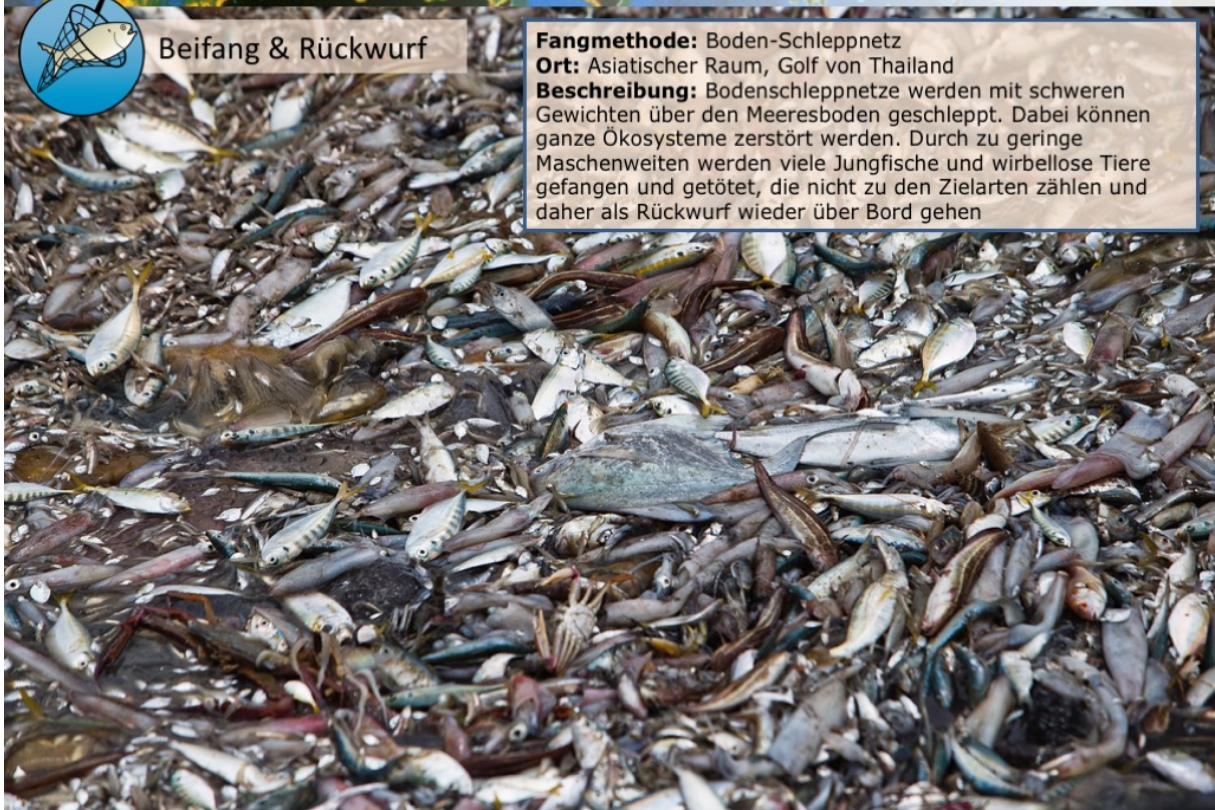 Beifang & Rückwurf
Fangmethode: Boden-Schleppnetz
Ort: Asiatischer Raum, Golf von Thailand
Beschreibung: Bodenschleppnetze werden mit schweren
Gewichten über den Meeresboden geschleppt. Dabei können
ganze Ökosysteme zerstört werden. Durch zu geringe
Maschenweiten werden viele Jungfische und wirbellose Tiere
gefangen und getötet, die nicht zu den Zielarten zählen und
daher als Rückwurf wieder über Bord gehen